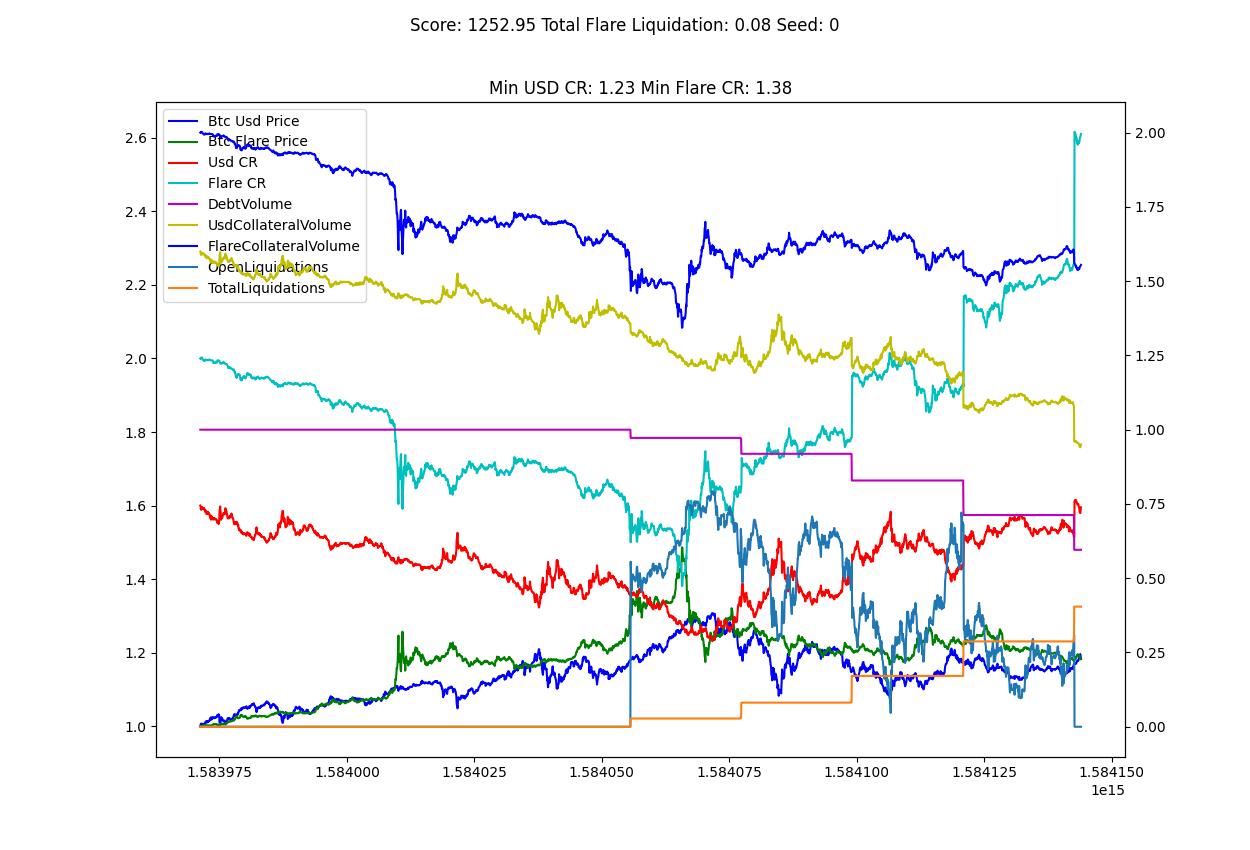 Score: 1252.95 Total Flare Liquidation: 0.08 Seed: 0
Min USD CR: 1.23 Min Flare CR: 1.38
Btc Usd Price
Btc Flare Price
Usd CR
Flare CR
DebtVolume
UsdCollateralVolume
FlareCollateralVolume
OpenLiquidations
TotalLiquidations
2.6
2.4
2.2
2.0
1.8
1.6
1.4
1.2
1.0
2.00
1.75
1.50
1.25
1.00
0.75
0.50
0.25
0.00
1.583975 1.584000 1.584025 1.584050 1.584075 1.584100 1.584125 1.584150
1e15